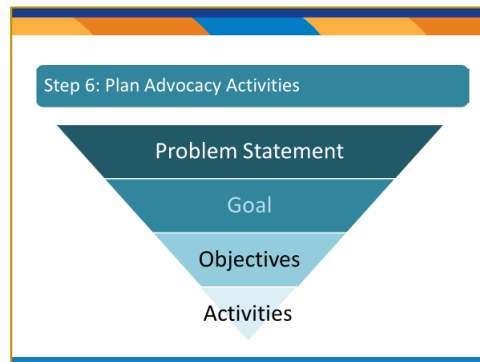 Step 6: Plan Advocacy Activities
Problem Statement
Goal
Objectives
Activities